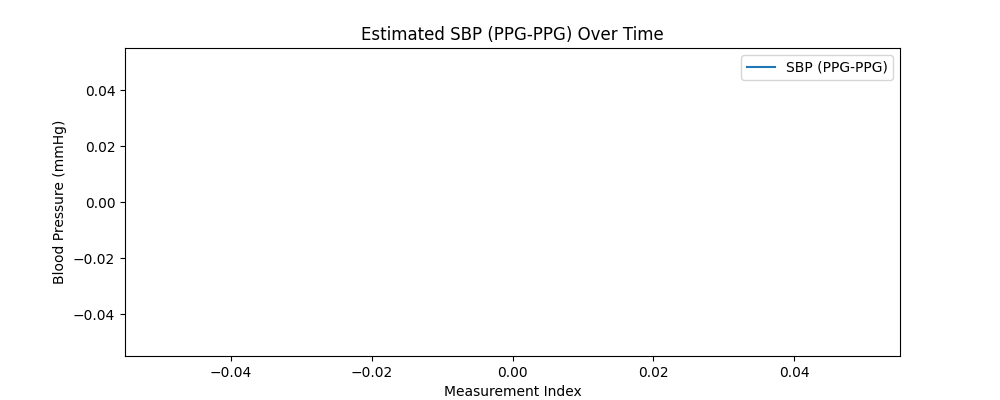 Estimated SBP (PPG-PPG) Over Time
SBP (PPG-PPG)
Blood Pressure (mmHg)
0.04
0.02
0.00
−0.02
−0.04
−0.04
−0.02
0.00
0.02
0.04
Measurement Index